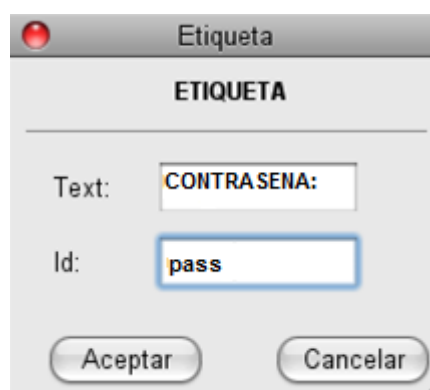 Etiqueta
ETIQUETA
Text: CONTRASENA:
Id: pass
Aceptar Cancelar